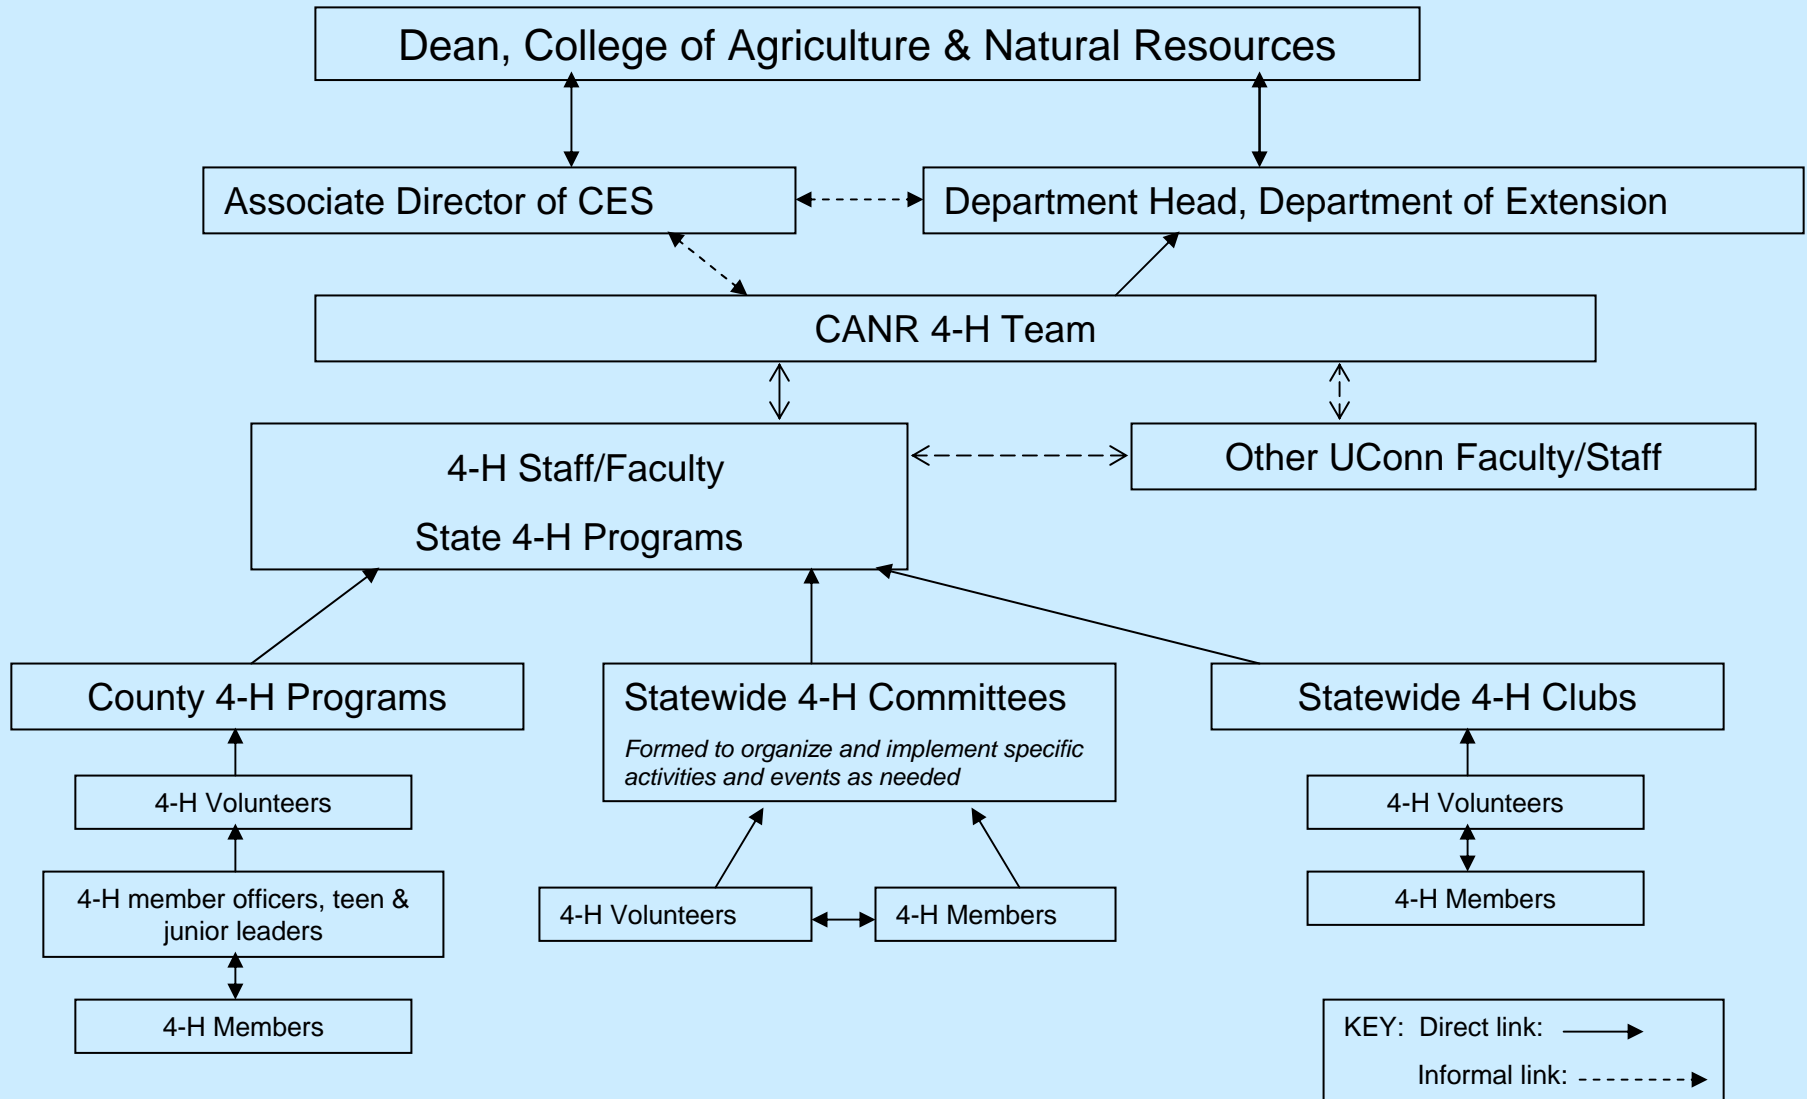 Dean, College of Agriculture & Natural Resources
Associate Director of CES
Department Head, Department of Extension
CANR 4-H Team
4-H Staff/Faculty
State 4-H Programs
Other UConn Faculty/Staff
County 4-H Programs
Statewide 4-H Committees
Formed to organize and implement specific
activities and events as needed
Statewide 4-H Clubs
4-H Volunteers
4-H Volunteers
4-H member officers, teen &
junior leaders
4-H Volunteers
4-H Members
4-H Members
4-H Members
KEY: Direct link:
Informal link: